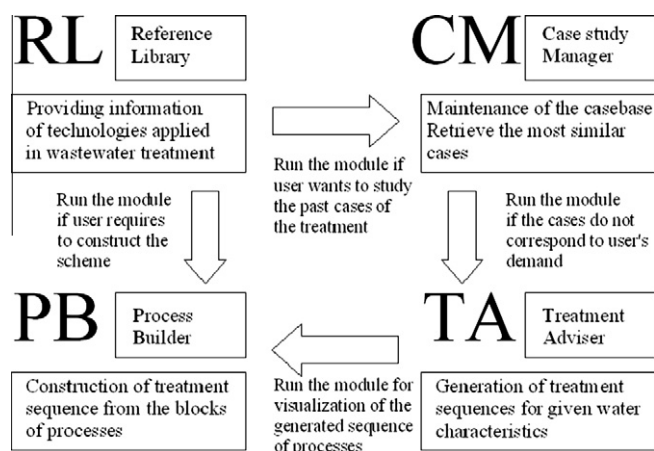 RL
Reference
Library
CM
Case study
Manager
Providing information
of technologies applied
in wastewater treatment
Maintenance of the casebase
Retrieve the most similar
cases
Run the module if
user wants to study
the past cases of
the treatment
Run the module
if user requires
to construct the
scheme
Run the module
if the cases do not
correspond to user's
demand
PB
Process
Builder
TA
Treatment
Adviser
Construction of treatment
sequence from the blocks
of processes
Run the module for
visualization of the
generated sequence
of processes
Generation of treatment
sequences for given water
characteristics